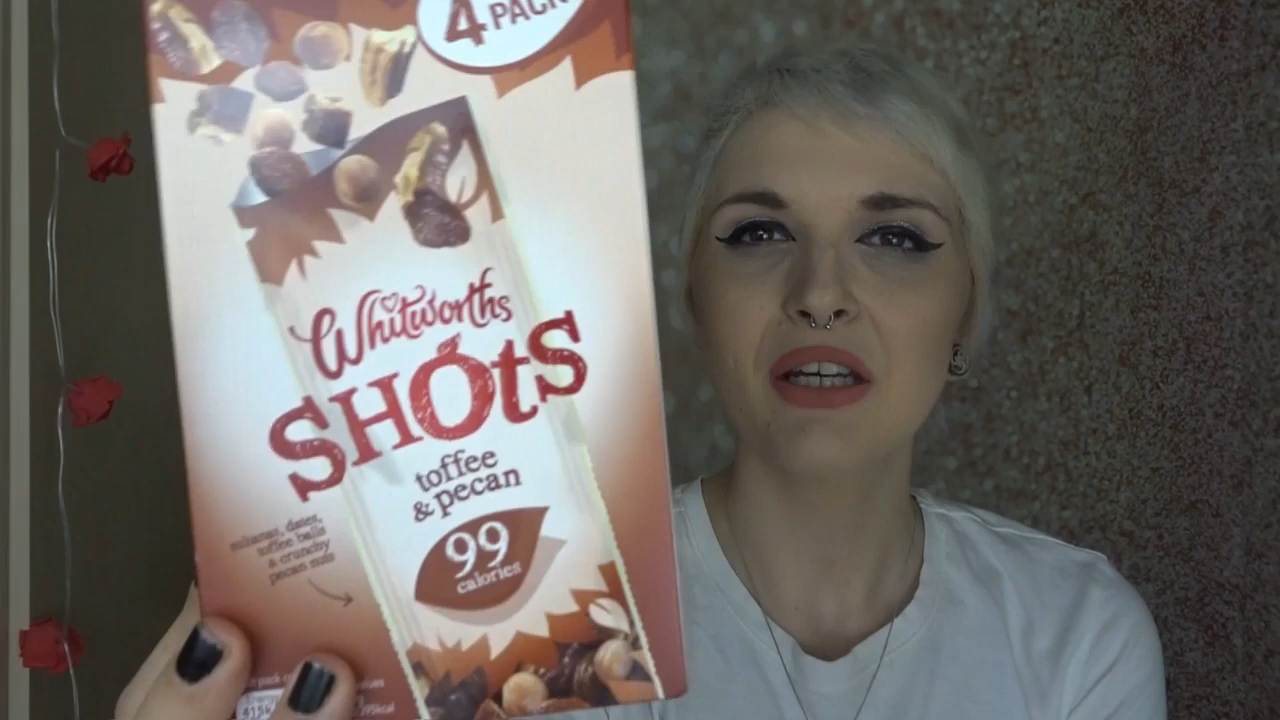 4 PACK
Whitworths
SHOtS
toffee
& pecan
99
calories
sultanas, dates,
toffee balls
& crunchy
pecan nuts